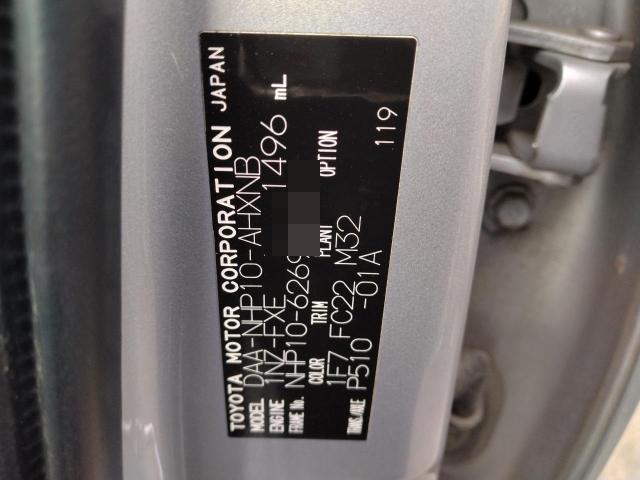 TOYOTA MOTOR CORPORATION JAPAN
MODEL DAA-NHP10-AHXNB
ENGINE 1NZ-FXE 1496 mL
FRAME No. NHP10-6269
COLOR TRIM PLANT OPTION
1F7 FC22 M32
TRANS./AXLE P510 -01A
119